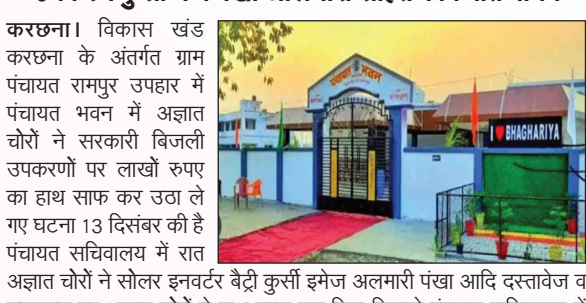 करछना। विकास खंड
करछना के अंतर्गत ग्राम
पंचायत रामपुर उपहार में
पंचायत भवन में अज्ञात
चोरों ने सरकारी बिजली
उपकरणों पर लाखों रुपए
का हाथ साफ कर उठा ले
गए घटना 13 दिसंबर की है
पंचायत सचिवालय में रात
अज्ञात चोरों ने सोलर इनवर्टर बैट्री कुर्सी इमेज अलमारी पंखा आदि दस्तावेज
पंचायत भवन
I ♥ BHAGHARIYA